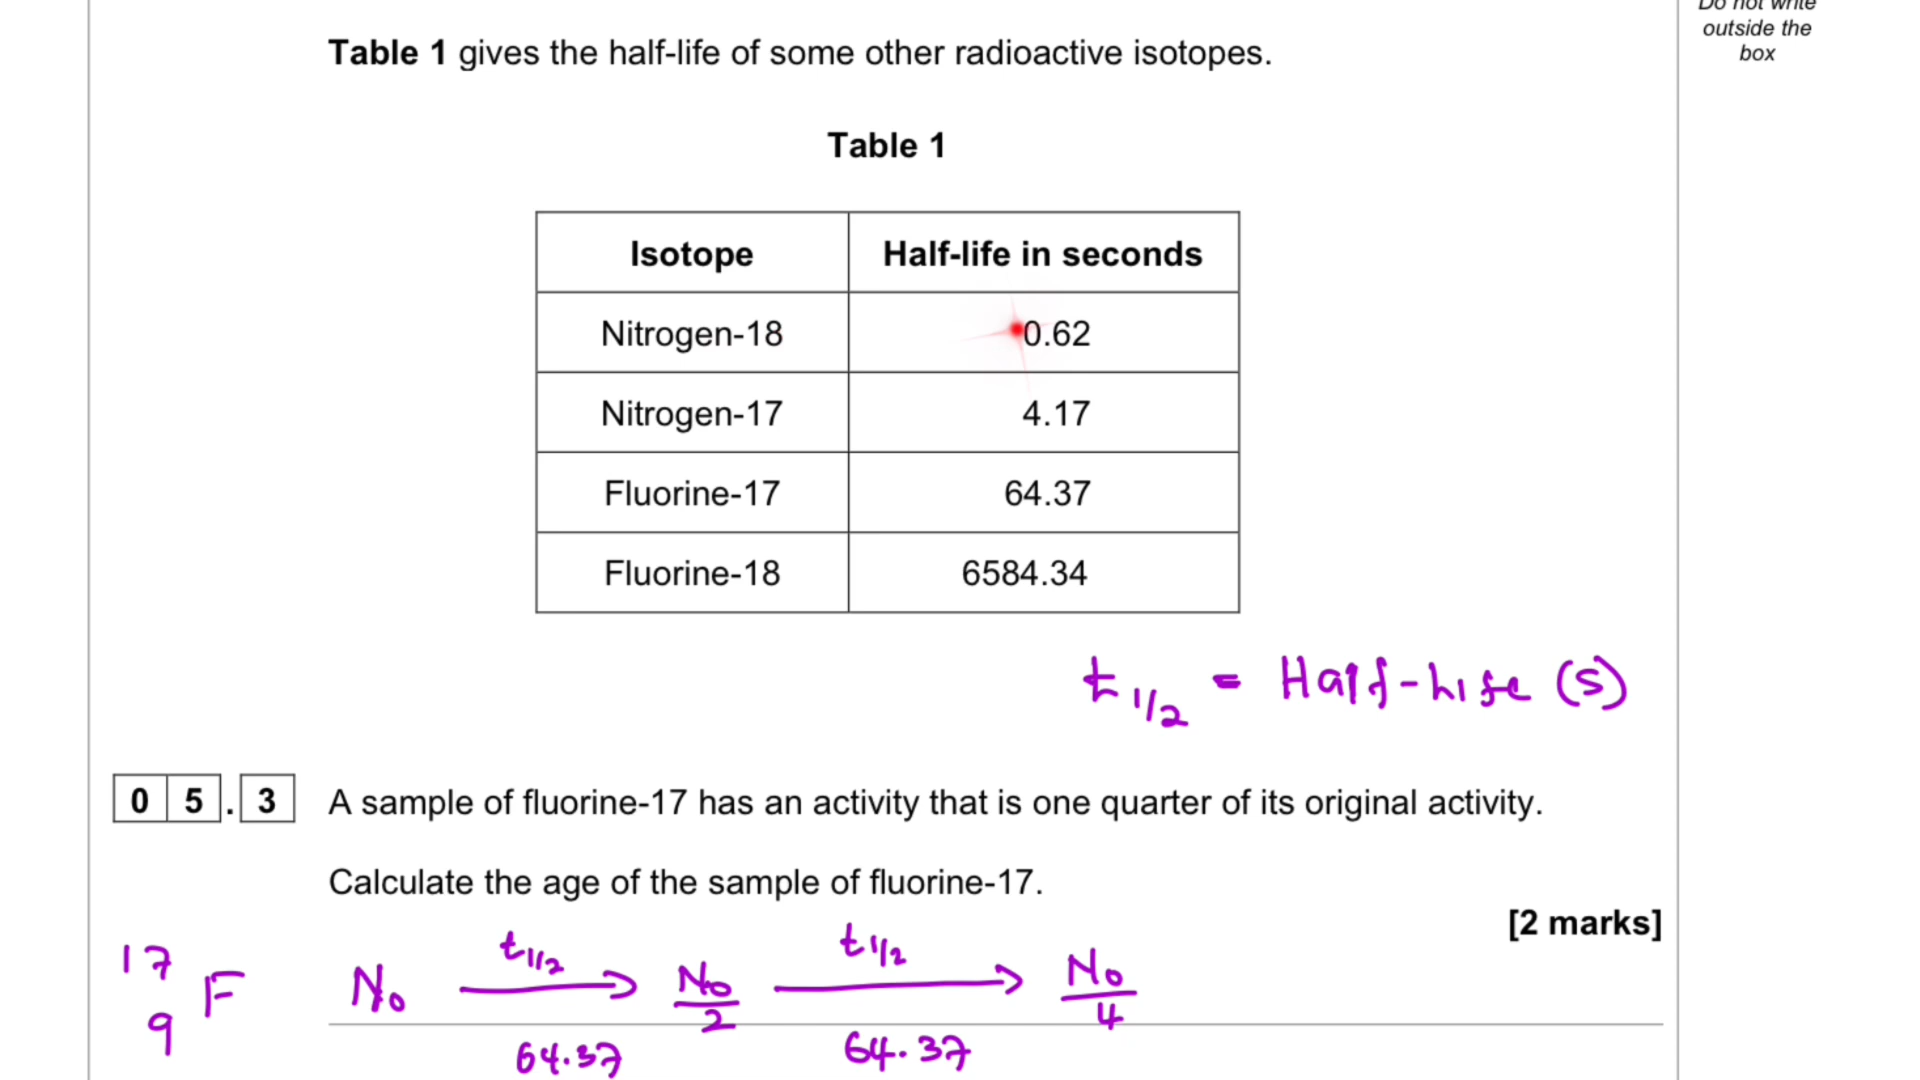 Do not write
outside the
box
Table 1 gives the half-life of some other radioactive isotopes.
Table 1
Isotope Half-life in seconds
Nitrogen-18 0.62
Nitrogen-17 4.17
Fluorine-17 64.37
Fluorine-18 6584.34
t 1/2 = Half-life (s)
0 5 . 3 A sample of fluorine-17 has an activity that is one quarter of its original activity.
Calculate the age of the sample of fluorine-17.
[2 marks]
17 9 F N₀ t1/2 → N₀/2 t1/2 → N₀/4
64.37 64.37